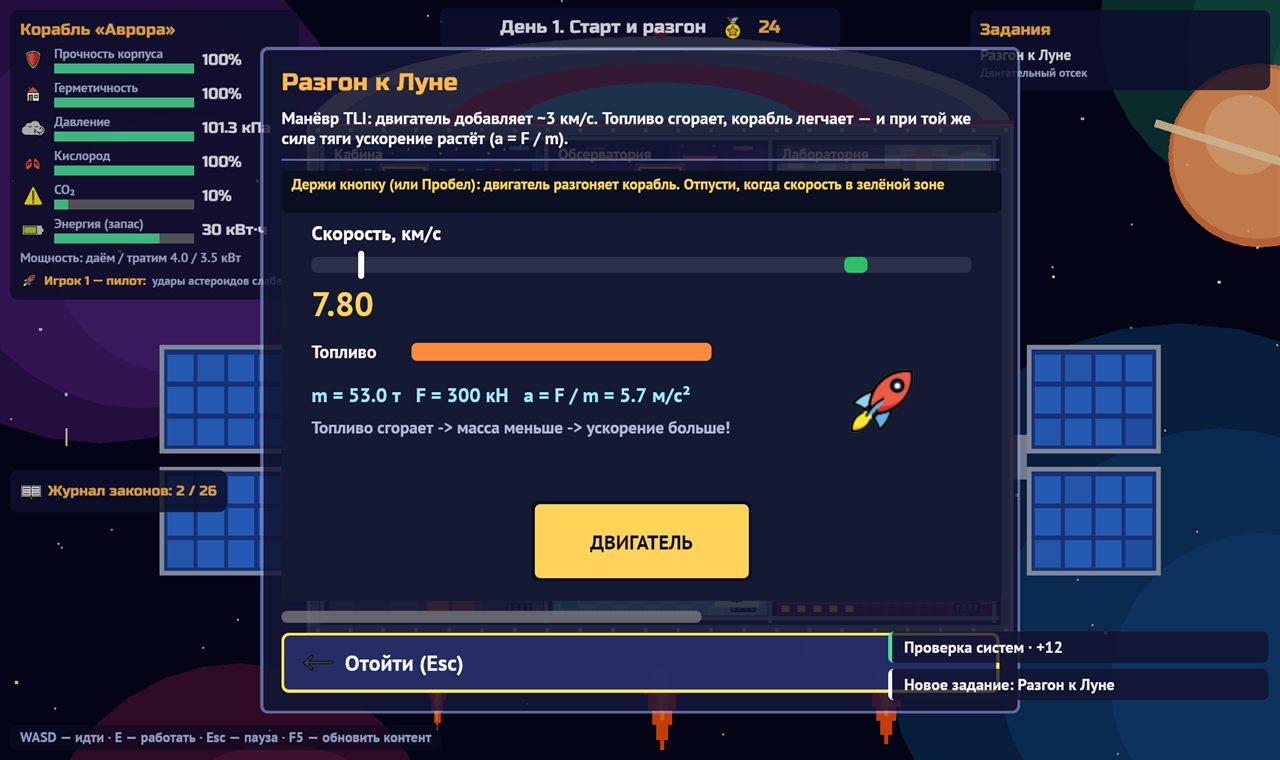 Корабль «Аврора»
Прочность корпуса
100%
Герметичность
100%
Давление
101.3 кПа
Кислород
100%
CO₂
10%
Энергия (запас)
30 кВт·ч
Мощность: даём / тратим 4.0 / 3.5 кВт
Игрок 1 — пилот: удары астероидов слабе
День 1. Старт и разгон 24
Задания
Разгон к Луне
Двигательный отсек
Разгон к Луне
Манёвр TLI: двигатель добавляет ~3 км/с. Топливо сгорает, корабль легчает — и при той же
силе тяги ускорение растёт (a = F / m).
Кабина
Обсерватория
Лаборатория
Держи кнопку (или Пробел): двигатель разгоняет корабль. Отпусти, когда скорость в зелёной зоне
Скорость, км/с
7.80
Топливо
m = 53.0 т F = 300 кН a = F / m = 5.7 м/с²
Топливо сгорает -> масса меньше -> ускорение больше!
ДВИГАТЕЛЬ
Журнал законов: 2 / 26
← Отойти (Esc)
Проверка систем · +12
Новое задание: Разгон к Луне
WASD — идти · E — работать · Esc — пауза · F5 — обновить контент